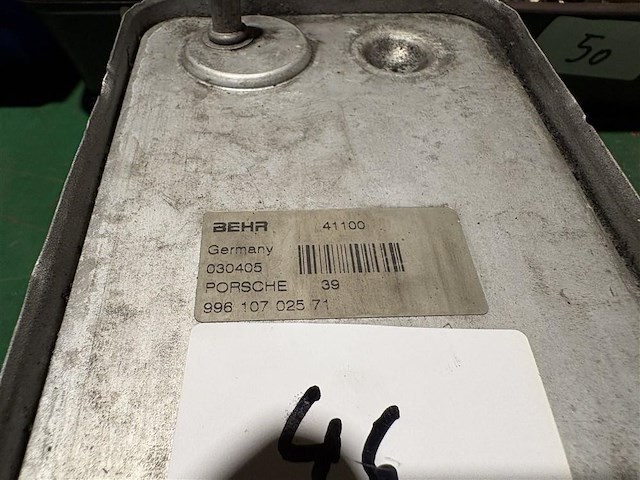 50
BEHR 41100
Germany
030405
PORSCHE 39
996 107 025 71
46